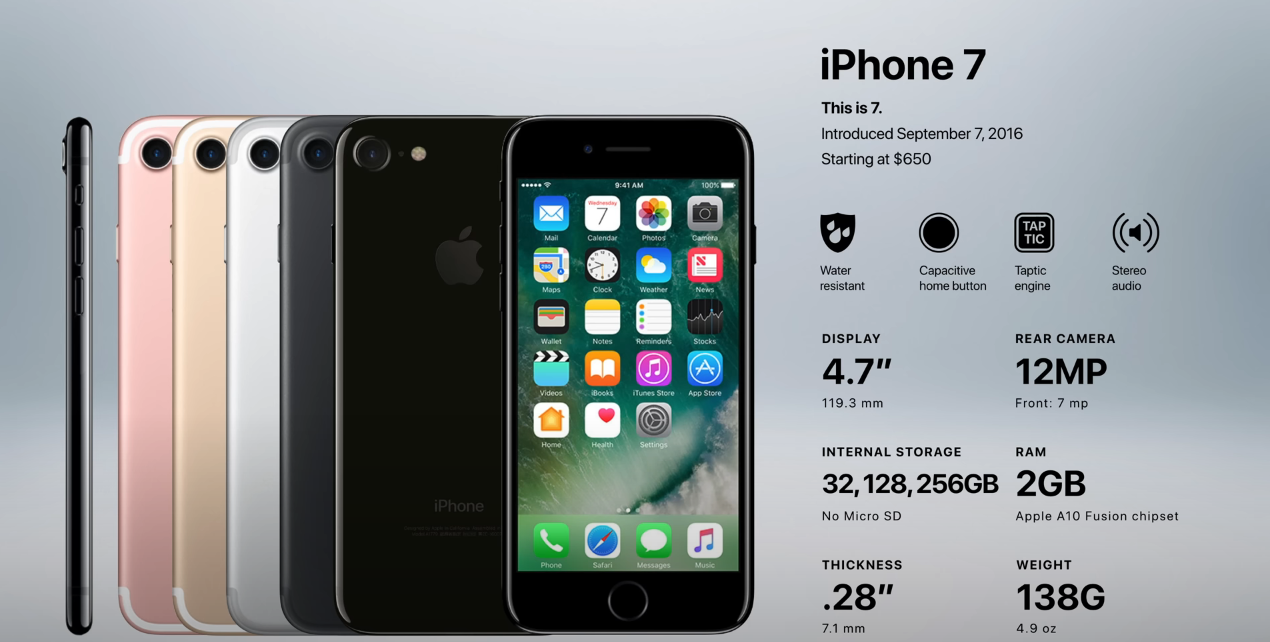 iPhone 7
This is 7.
Introduced September 7, 2016
Starting at $650
Water resistant
Capacitive home button
TAP TIC
Taptic engine
Stereo audio
DISPLAY
4.7″
119.3 mm
REAR CAMERA
12MP
Front: 7 mp
INTERNAL STORAGE
32, 128, 256GB
No Micro SD
RAM
2GB
Apple A10 Fusion chipset
THICKNESS
.28″
7.1 mm
WEIGHT
138G
4.9 oz
iPhone
9:41 AM
100%
Wednesday
7
Mail
Calendar
Photos
Camera
280
Maps
Clock
Weather
News
Wallet
Notes
Reminders
Stocks
Videos
iBooks
iTunes Store
App Store
Home
Health
Settings
Phone
Safari
Messages
Music